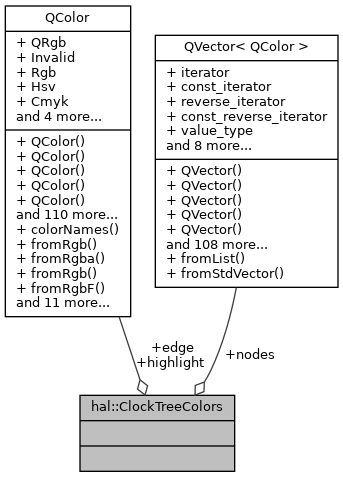 QColor
+ QRgb
+ Invalid
+ Rgb
+ Hsv
+ Cmyk
and 4 more...
+ QColor()
+ QColor()
+ QColor()
+ QColor()
+ QColor()
and 110 more...
+ colorNames()
+ fromRgb()
+ fromRgba()
+ fromRgb()
+ fromRgbF()
and 11 more...
QVector< QColor >
+ iterator
+ const_iterator
+ reverse_iterator
+ const_reverse_iterator
+ value_type
and 8 more...
+ QVector()
+ QVector()
+ QVector()
+ QVector()
+ QVector()
and 108 more...
+ fromList()
+ fromStdVector()
+edge
+highlight
+nodes
hal::ClockTreeColors